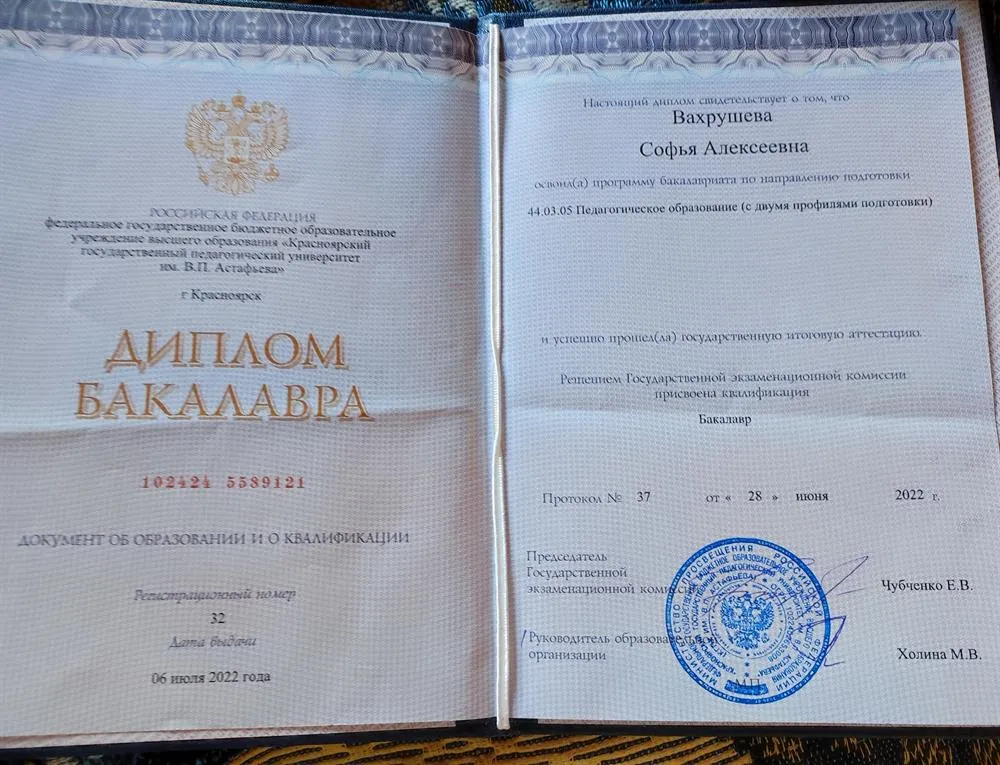 РОССИЙСКАЯ ФЕДЕРАЦИЯ
федеральное государственное бюджетное образовательное
учреждение высшего образования «Красноярский
государственный педагогический университет
им. В.П. Астафьева»
г Красноярск
ДИПЛОМ
БАКАЛАВРА
102424 5589121
ДОКУМЕНТ ОБ ОБРАЗОВАНИИ И О КВАЛИФИКАЦИИ
Регистрационный номер
32
Дата выдачи
06 июля 2022 года
Настоящий диплом свидетельствует о том, что
Вахрушева
Софья Алексеевна
освоил(а) программу бакалавриата по направлению подготовки
44.03.05 Педагогическое образование (с двумя профилями подготовки)
и успешно прошел(ла) государственную итоговую аттестацию.
Решением Государственной экзаменационной комиссии
присвоена квалификация
Бакалавр
Протокол № 37 от « 28 » июня 2022 г.
Председатель
Государственной
экзаменационной комиссии
Чубченко Е.В.
Руководитель образовательной
организации
Холина М.В.
М.П.
МИНИСТЕРСТВО ПРОСВЕЩЕНИЯ РОССИЙСКОЙ ФЕДЕРАЦИИ